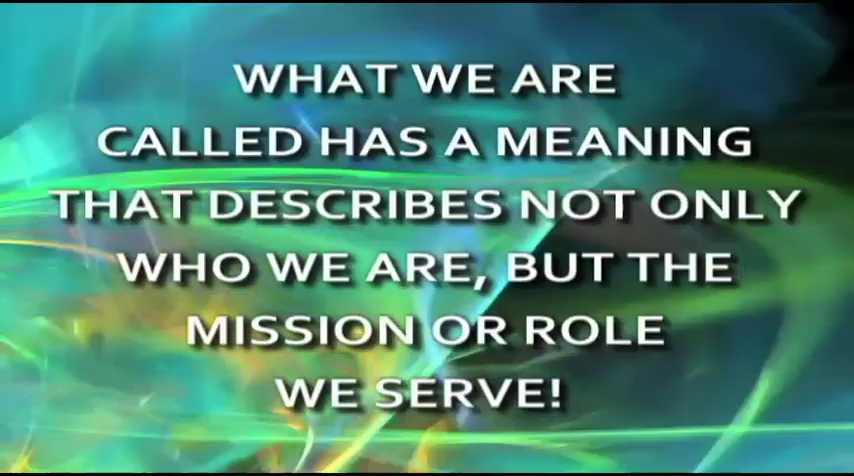 WHAT WE ARE
CALLED HAS A MEANING
THAT DESCRIBES NOT ONLY
WHO WE ARE, BUT THE
MISSION OR ROLE
WE SERVE!